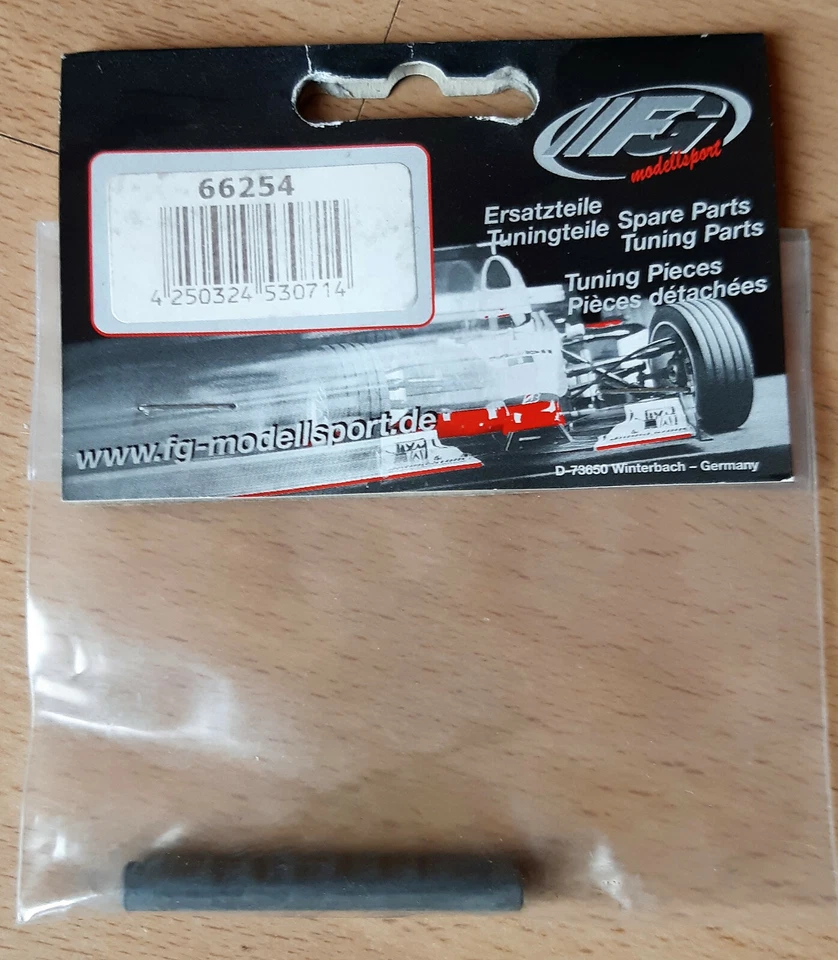 66254
4 250324 530714
FG
modellsport
Ersatzteile
Tuningteile
Spare Parts
Tuning Parts
Tuning Pieces
Pièces détachées
www.fg-modellsport.de
D-73650 Winterbach – Germany